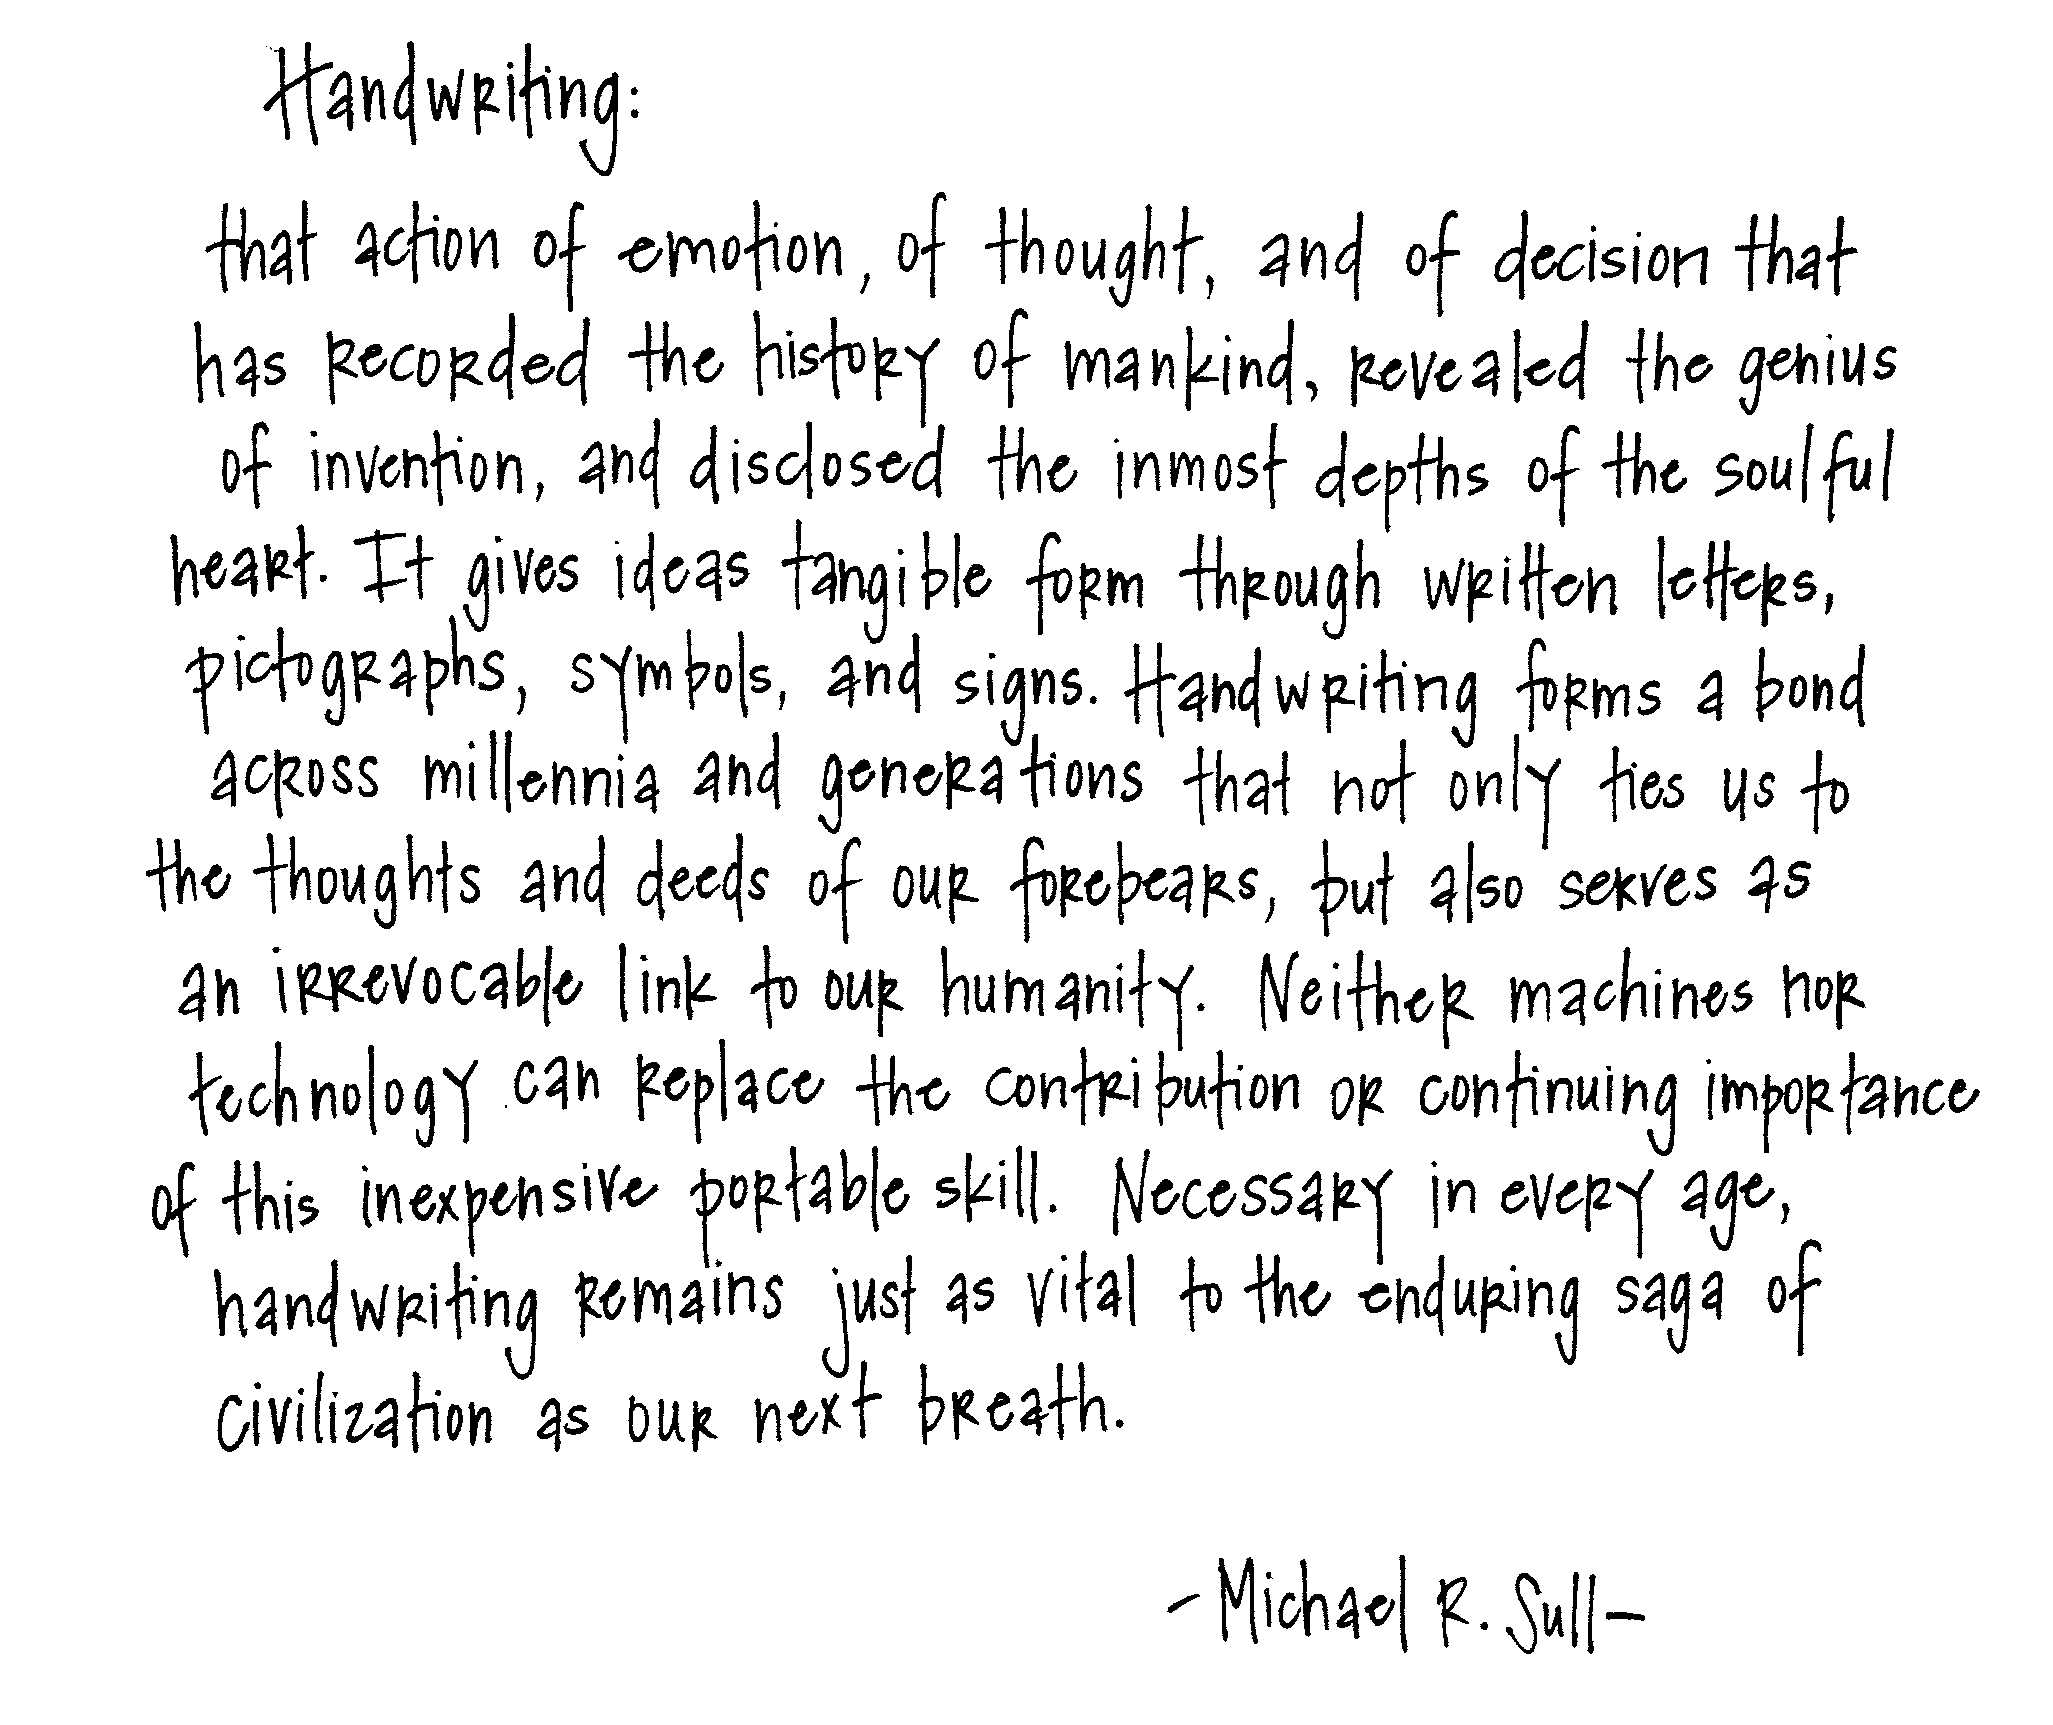 Handwriting:
that action of emotion, of thought, and of decision that
has recorded the history of mankind, revealed the genius
of invention, and disclosed the inmost depths of the soulful
heart. It gives ideas tangible form through written letters,
pictographs, symbols, and signs. Handwriting forms a bond
across millennia and generations that not only ties us to
the thoughts and deeds of our forebears, but also serves as
an irrevocable link to our humanity. Neither machines nor
technology can replace the contribution or continuing importance
of this inexpensive portable skill. Necessary in every age,
handwriting remains just as vital to the enduring saga of
civilization as our next breath.
- Michael R. Sull -